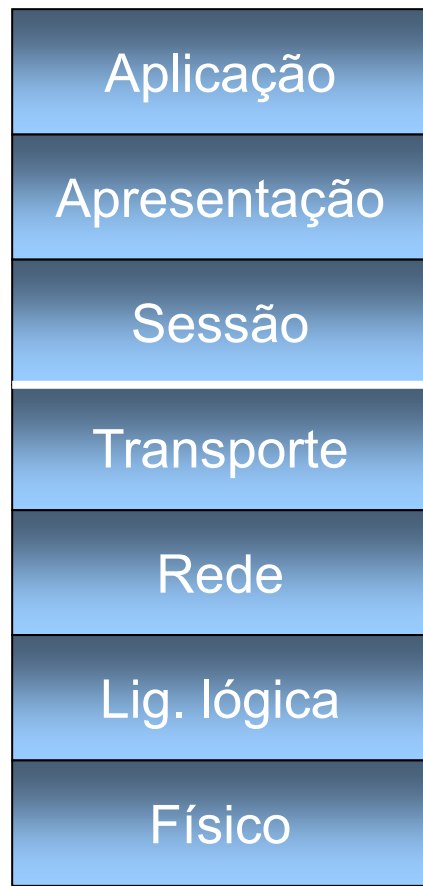 Aplicação
Apresentação
Sessão
Transporte
Rede
Lig. lógica
Físico